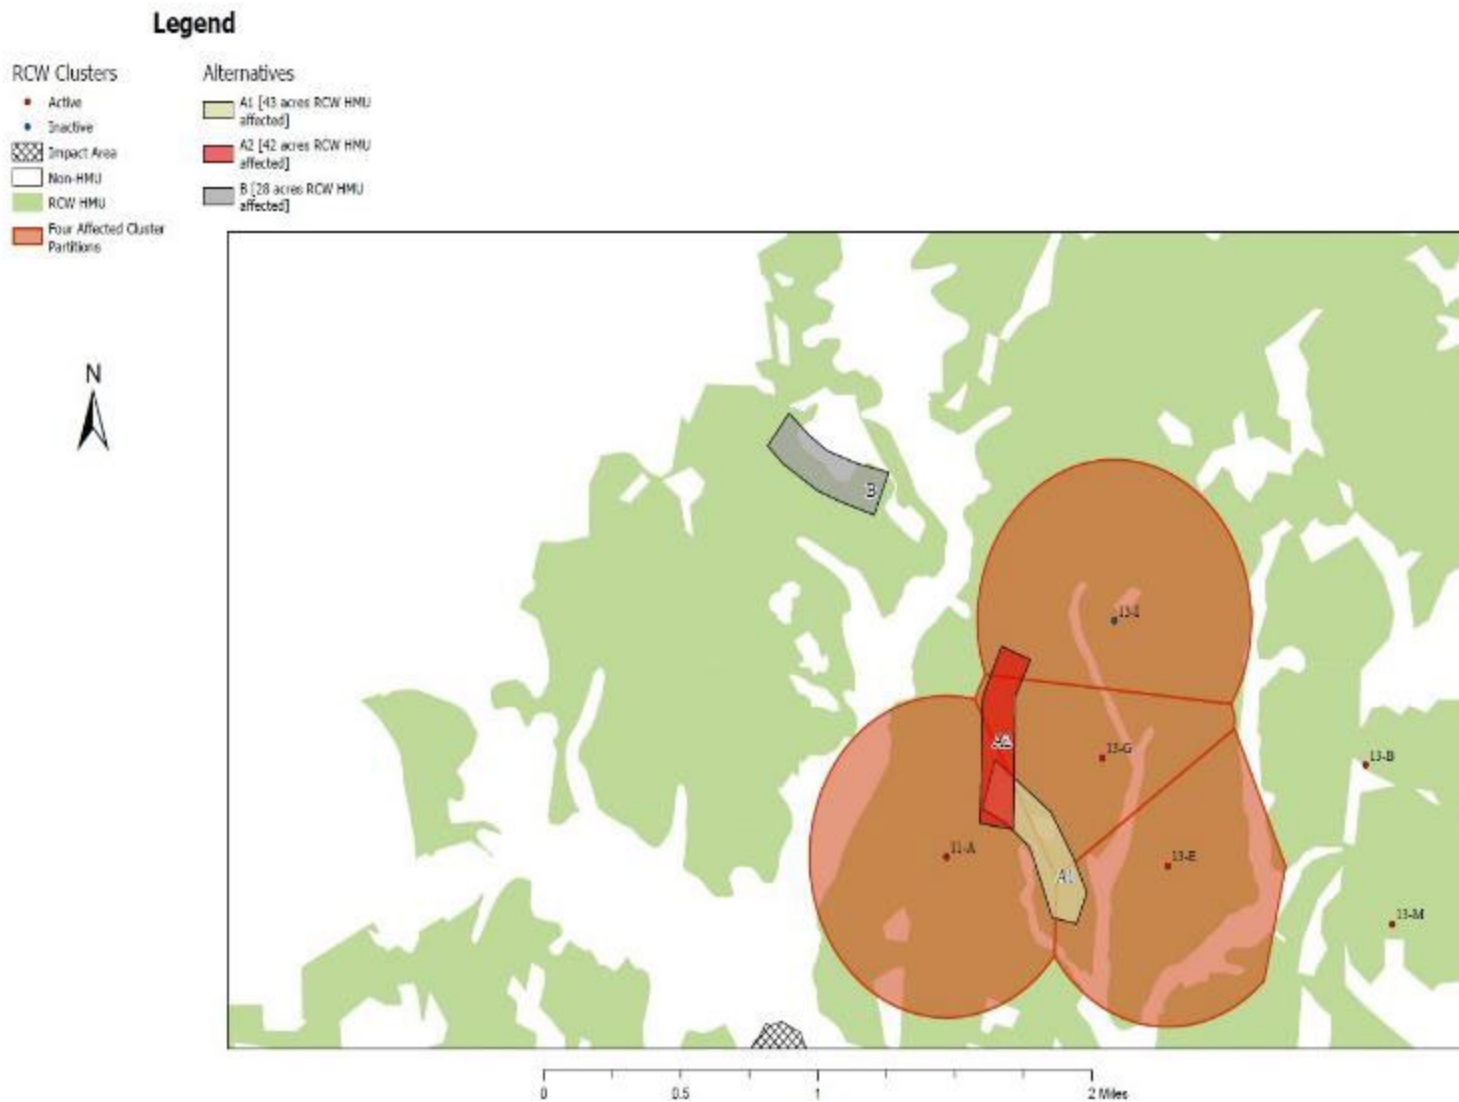 Legend
RCW Clusters
Active
Inactive
Impact Area
Non-HMU
RCW HMU
Four Affected Cluster
Partitions
Alternatives
A1 [43 acres RCW HMU
affected]
A2 [42 acres RCW HMU
affected]
B [28 acres RCW HMU
affected]
N
B
13-I
A2
13-G
13-B
11-A
13-E
A1
13-M
0
0.5
1
2 Miles